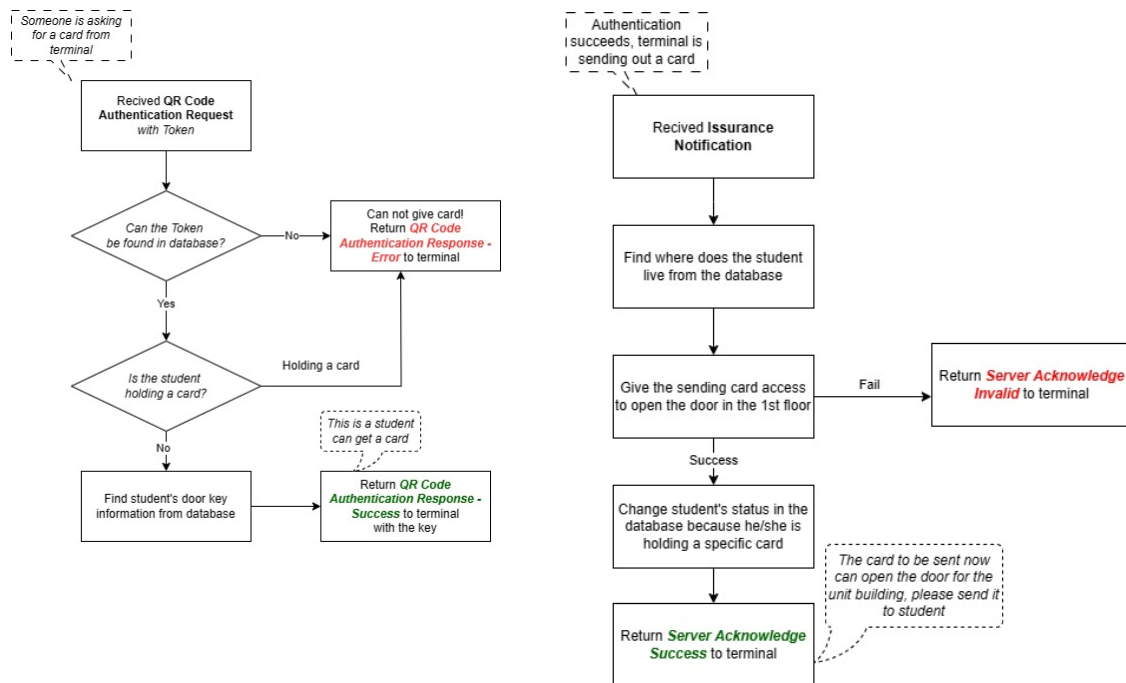 Someone is asking
for a card from
terminal
Recived QR Code
Authentication Request
with Token
Can the Token
be found in database?
No
Can not give card!
Return QR Code
Authentication Response -
Error to terminal
Yes
Is the student
holding a card?
Holding a card
No
This is a student
can get a card
Find student's door key
information from database
Return QR Code
Authentication Response -
Success to terminal
with the key
Authentication
succeeds, terminal is
sending out a card
Recived Issurance
Notification
Find where does the student
live from the database
Give the sending card access
to open the door in the 1st floor
Fail
Return Server Acknowledge
Invalid to terminal
Success
Change student's status in the
database because he/she is
holding a specific card
The card to be sent now
can open the door for the
unit building, please send it
to student
Return Server Acknowledge
Success to terminal